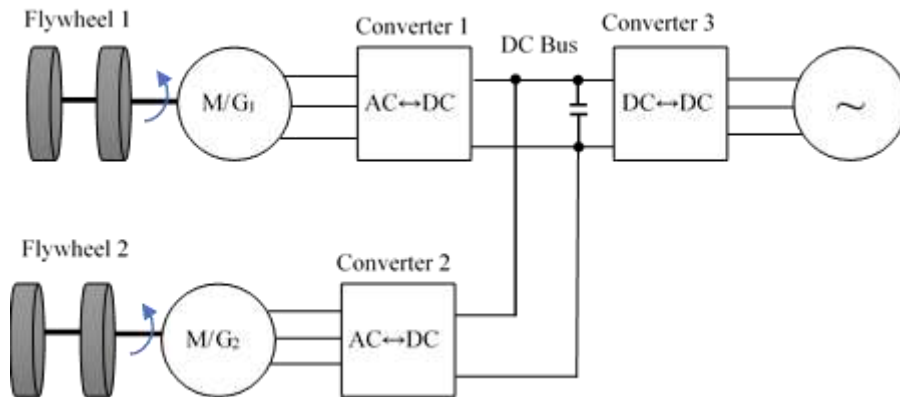 Flywheel 1
Converter 1
DC Bus
Converter 3
M/G1
AC↔DC
DC↔DC
~
Flywheel 2
Converter 2
M/G2
AC↔DC